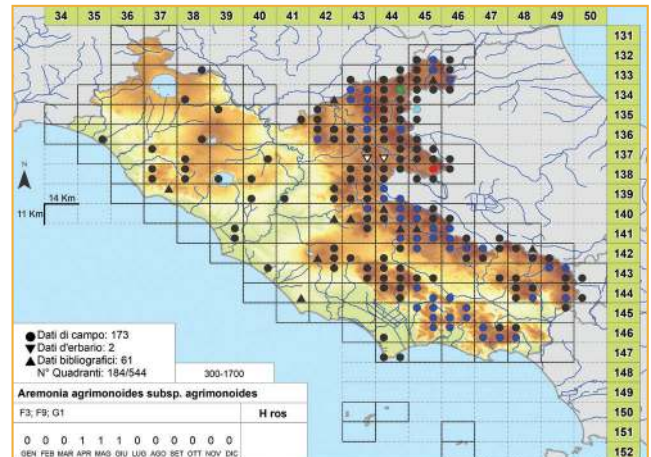 34 35 36 37 38 39 40 41 42 43 44 45 46 47 48 49 50
131
132
133
134
135
136
137
138
139
140
141
142
143
144
145
146
147
150
151
152
N
14 Km
11 Km
Dati di campo: 173
Dati d'erbario: 2
Dati bibliografici: 61
N° Quadranti: 184/544
300-1700
Aremonia agrimonoides subsp. agrimonoides
F3; F9; G1 H ros
0 0 0 1 1 1 0 0 0 0 0 0
GEN FEB MAR APR MAG GIU LUG AGO SET OTT NOV DIC